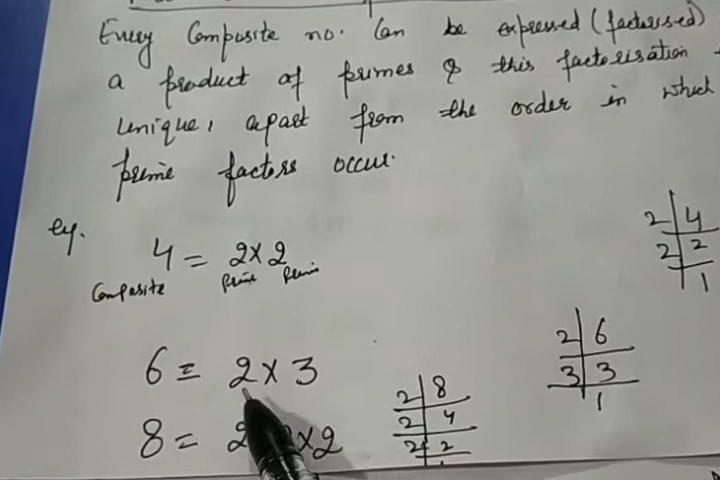 Every Composite no. Can be expressed (factorised)
a product of primes & this factorisation
unique, apart from the order in which
prime factors occur.
eg.
4 = 2×2
Composite Prime Prime
2 4
2 2
1
6 = 2 × 3
2 6
3 3
1
8 = 2 ×2
2 8
2 4
2 2